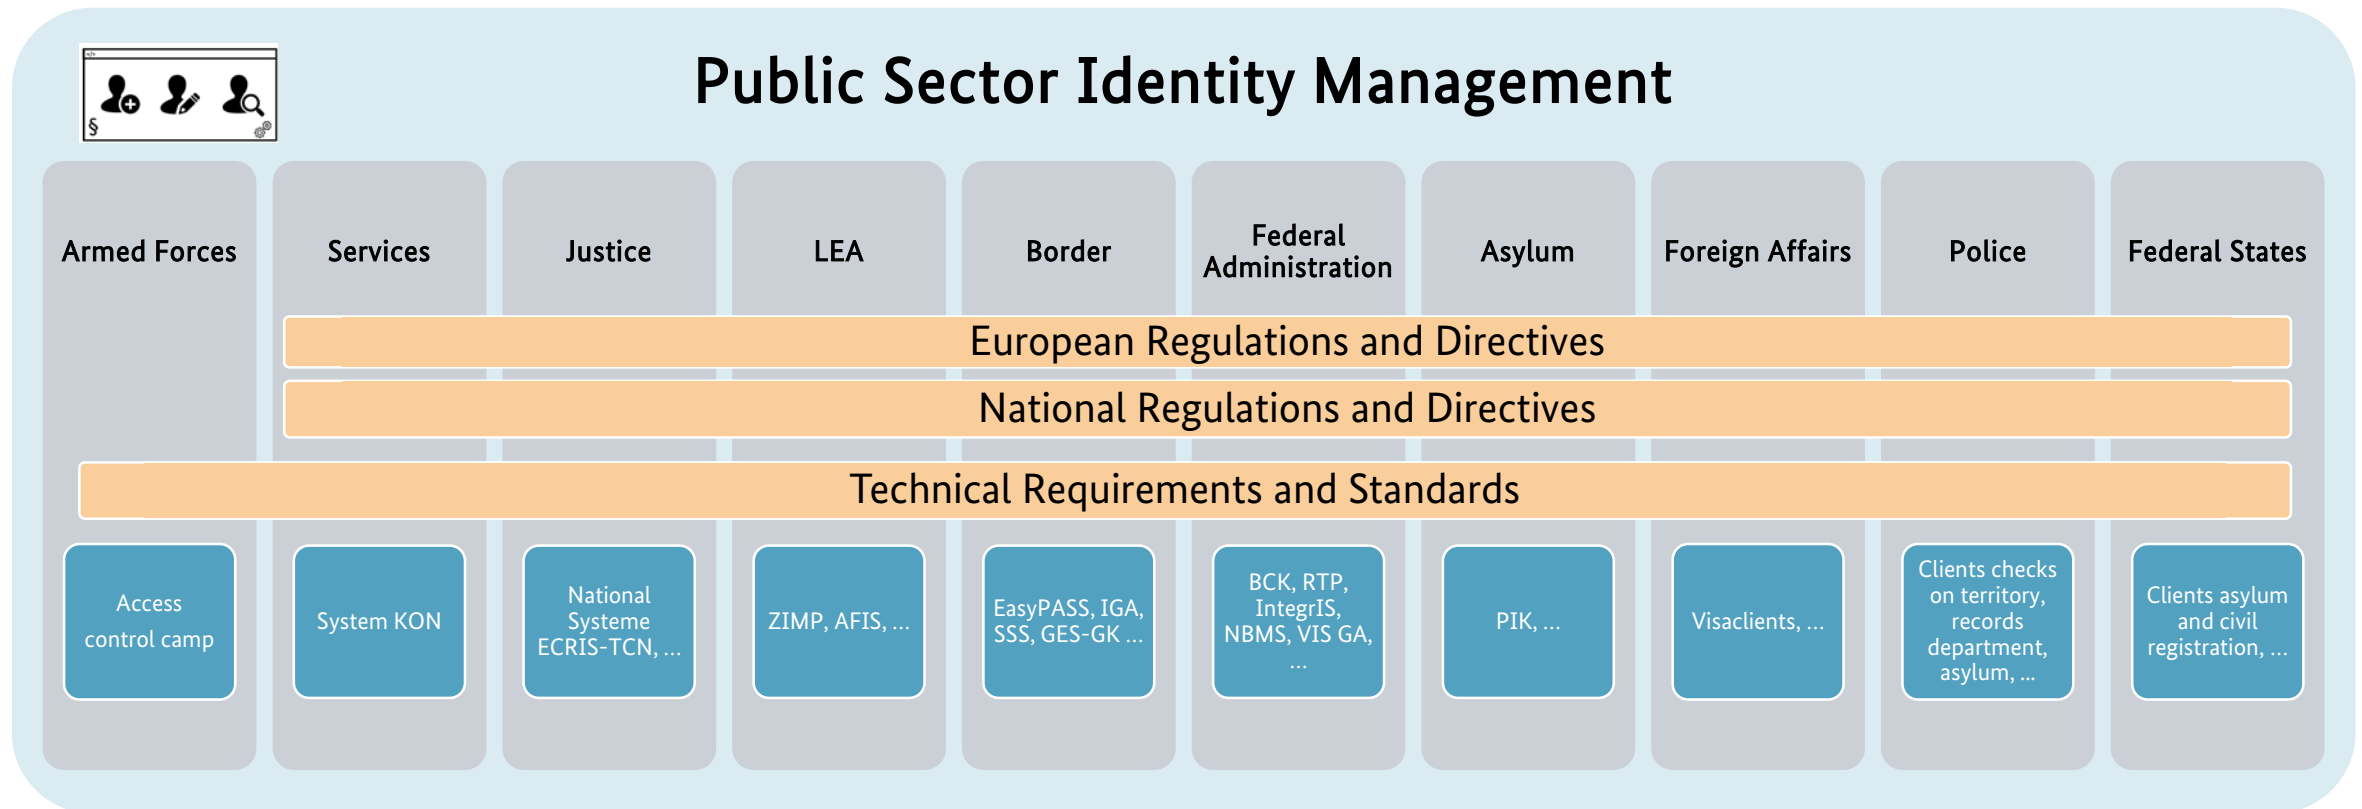 Public Sector Identity Management
§
Armed Forces
Services
Justice
LEA
Border
Federal
Administration
Asylum
Foreign Affairs
Police
Federal States
European Regulations and Directives
National Regulations and Directives
Technical Requirements and Standards
Access
control camp
System KON
National
Systeme
ECRIS-TCN, ...
ZIMP, AFIS, ...
EasyPASS, IGA,
SSS, GES-GK ...
BCK, RTP,
IntegrIS,
NBMS, VIS GA,
...
PIK, ...
Visaclients, ...
Clients checks
on territory,
records
department,
asylum, ...
Clients asylum
and civil
registration, ...